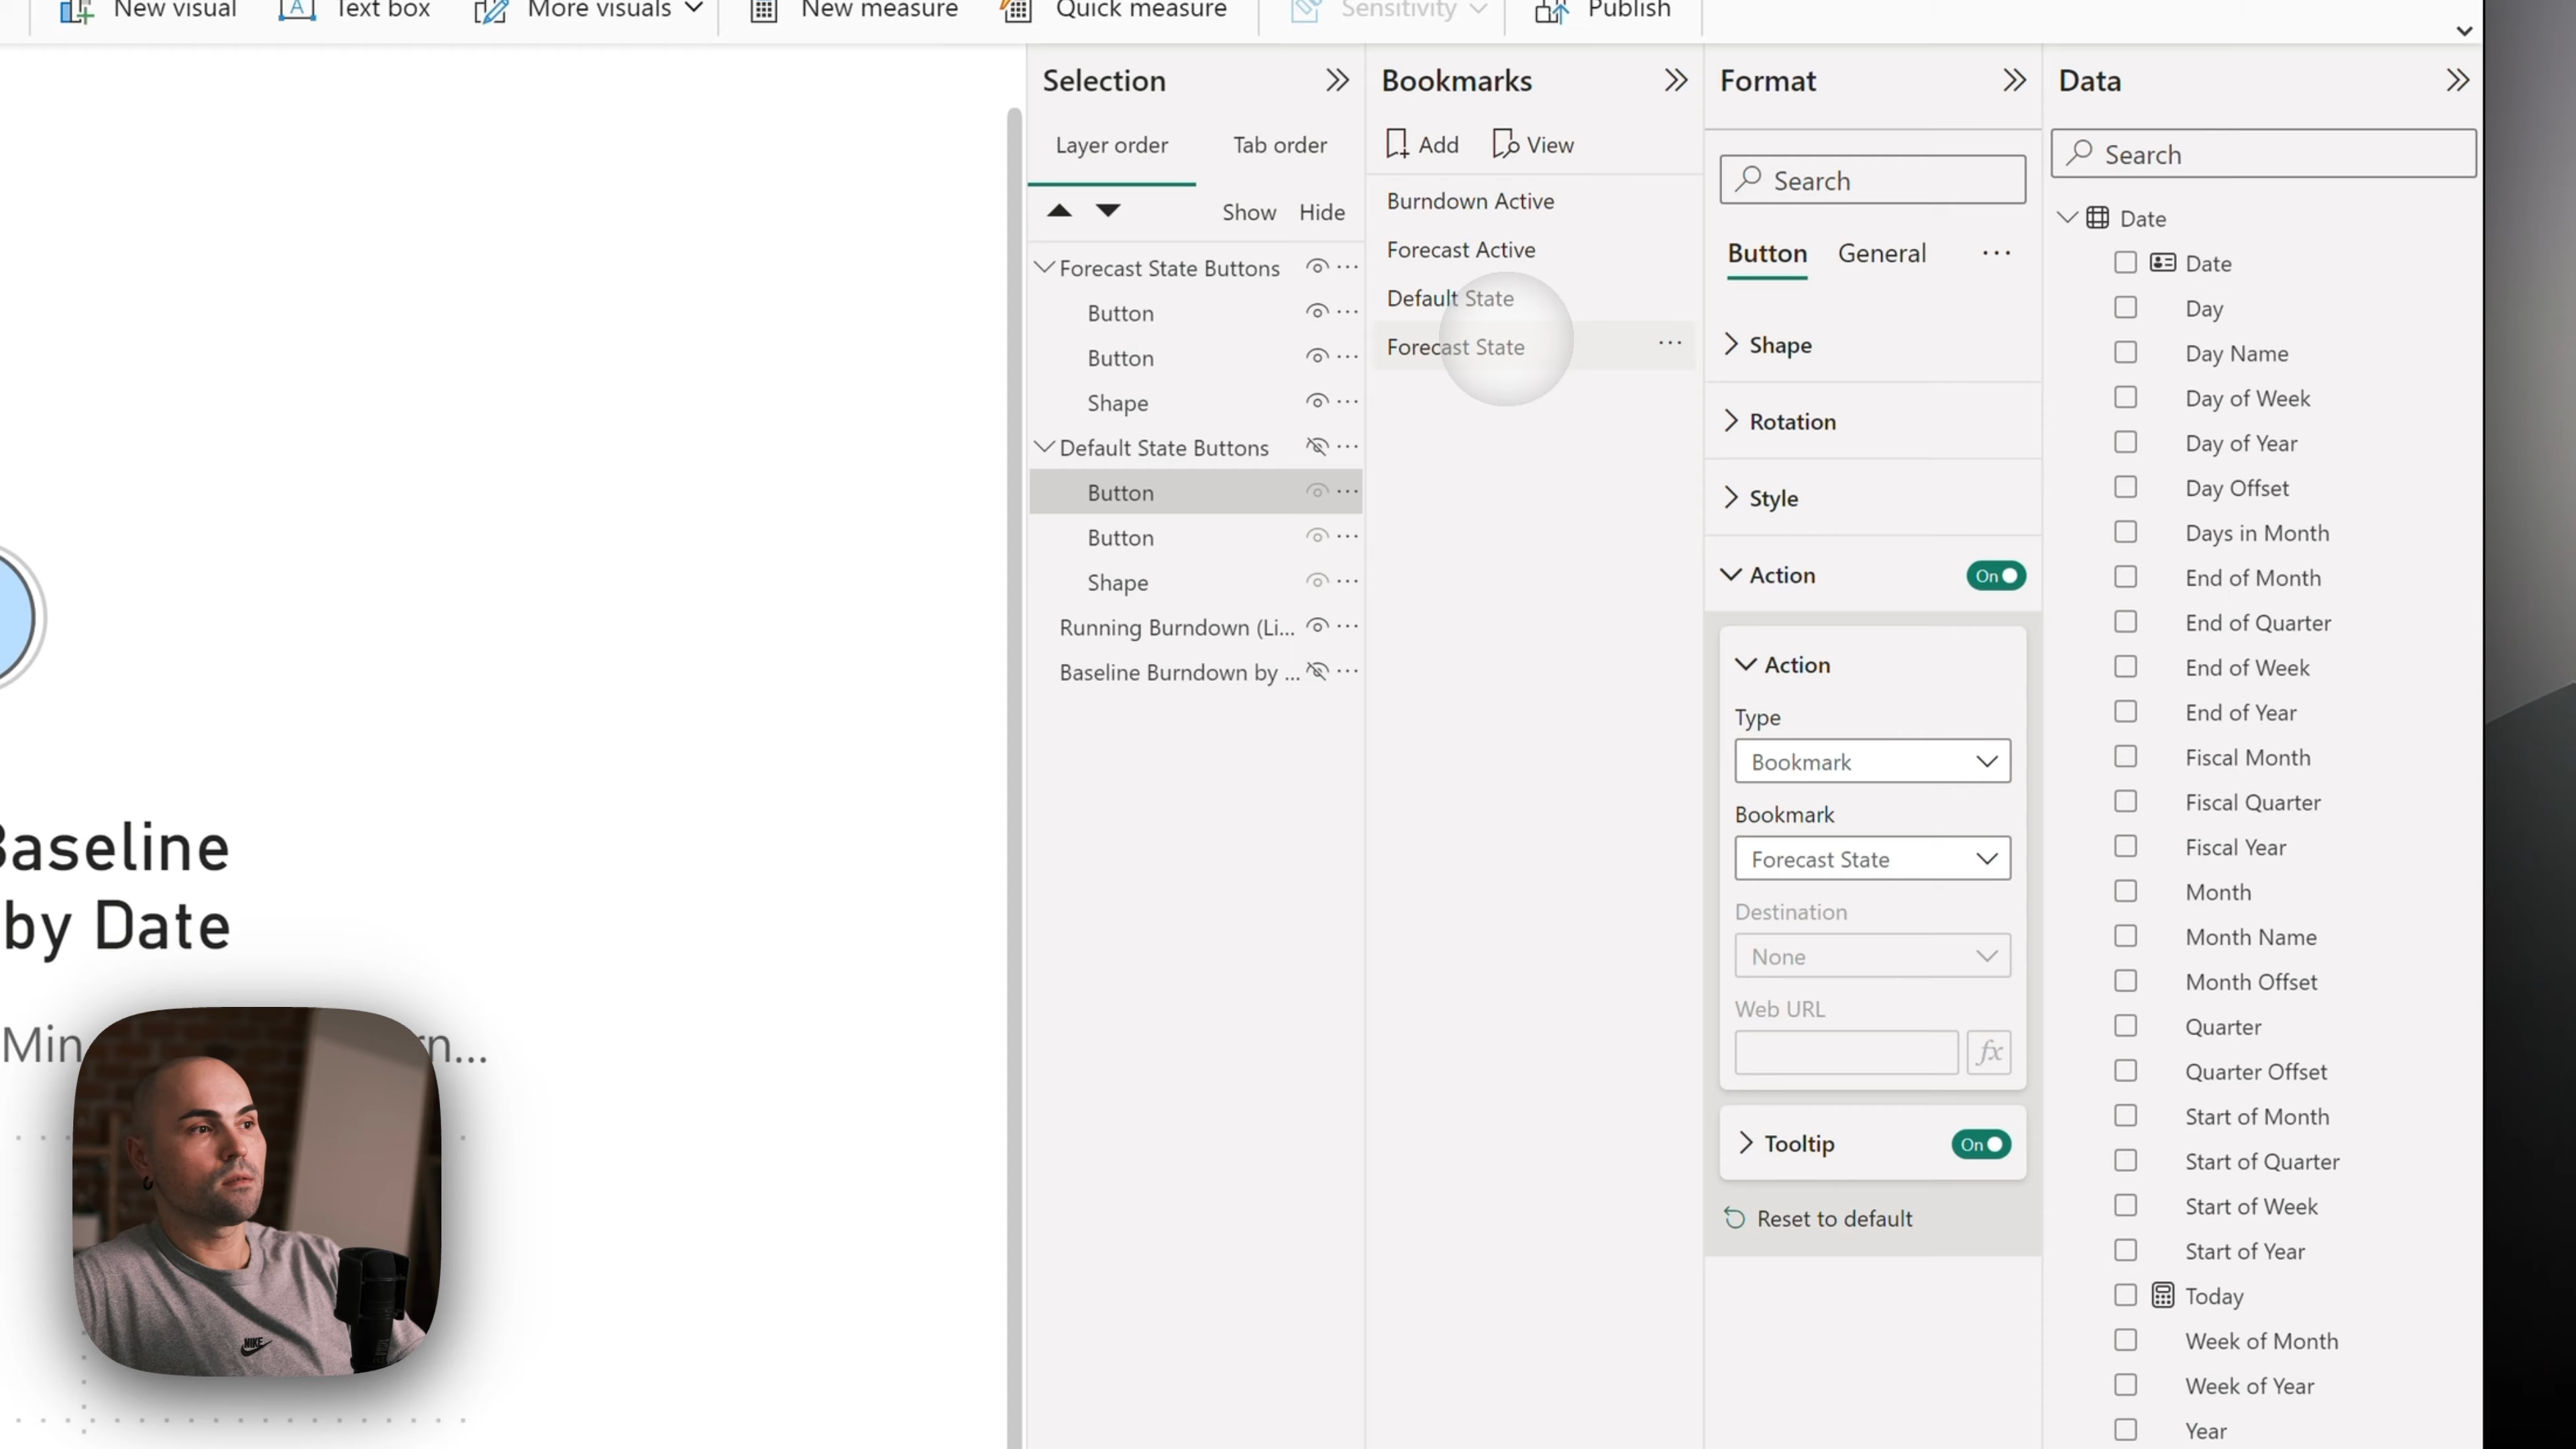 New visual
Text box
More visuals
New measure
Quick measure
Sensitivity
Publish
Baseline
by Date
Min
rn...
NIKE
Selection
Layer order
Tab order
Show
Hide
Forecast State Buttons
Button
Button
Shape
Default State Buttons
Button
Button
Shape
Running Burndown (Li...
Baseline Burndown by ...
Bookmarks
Add
View
Burndown Active
Forecast Active
Default State
Forecast State
Format
Search
Button
General
Shape
Rotation
Style
Action
On
Action
Type
Bookmark
Bookmark
Forecast State
Destination
None
Web URL
fx
Tooltip
On
Reset to default
Data
Search
Date
Date
Day
Day Name
Day of Week
Day of Year
Day Offset
Days in Month
End of Month
End of Quarter
End of Week
End of Year
Fiscal Month
Fiscal Quarter
Fiscal Year
Month
Month Name
Month Offset
Quarter
Quarter Offset
Start of Month
Start of Quarter
Start of Week
Start of Year
Today
Week of Month
Week of Year
Year